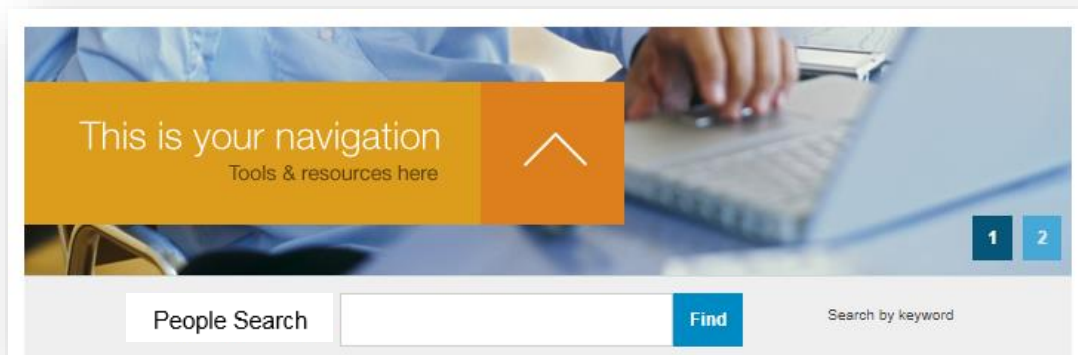 This is your navigation
Tools & resources here
1 2
People Search Find Search by keyword